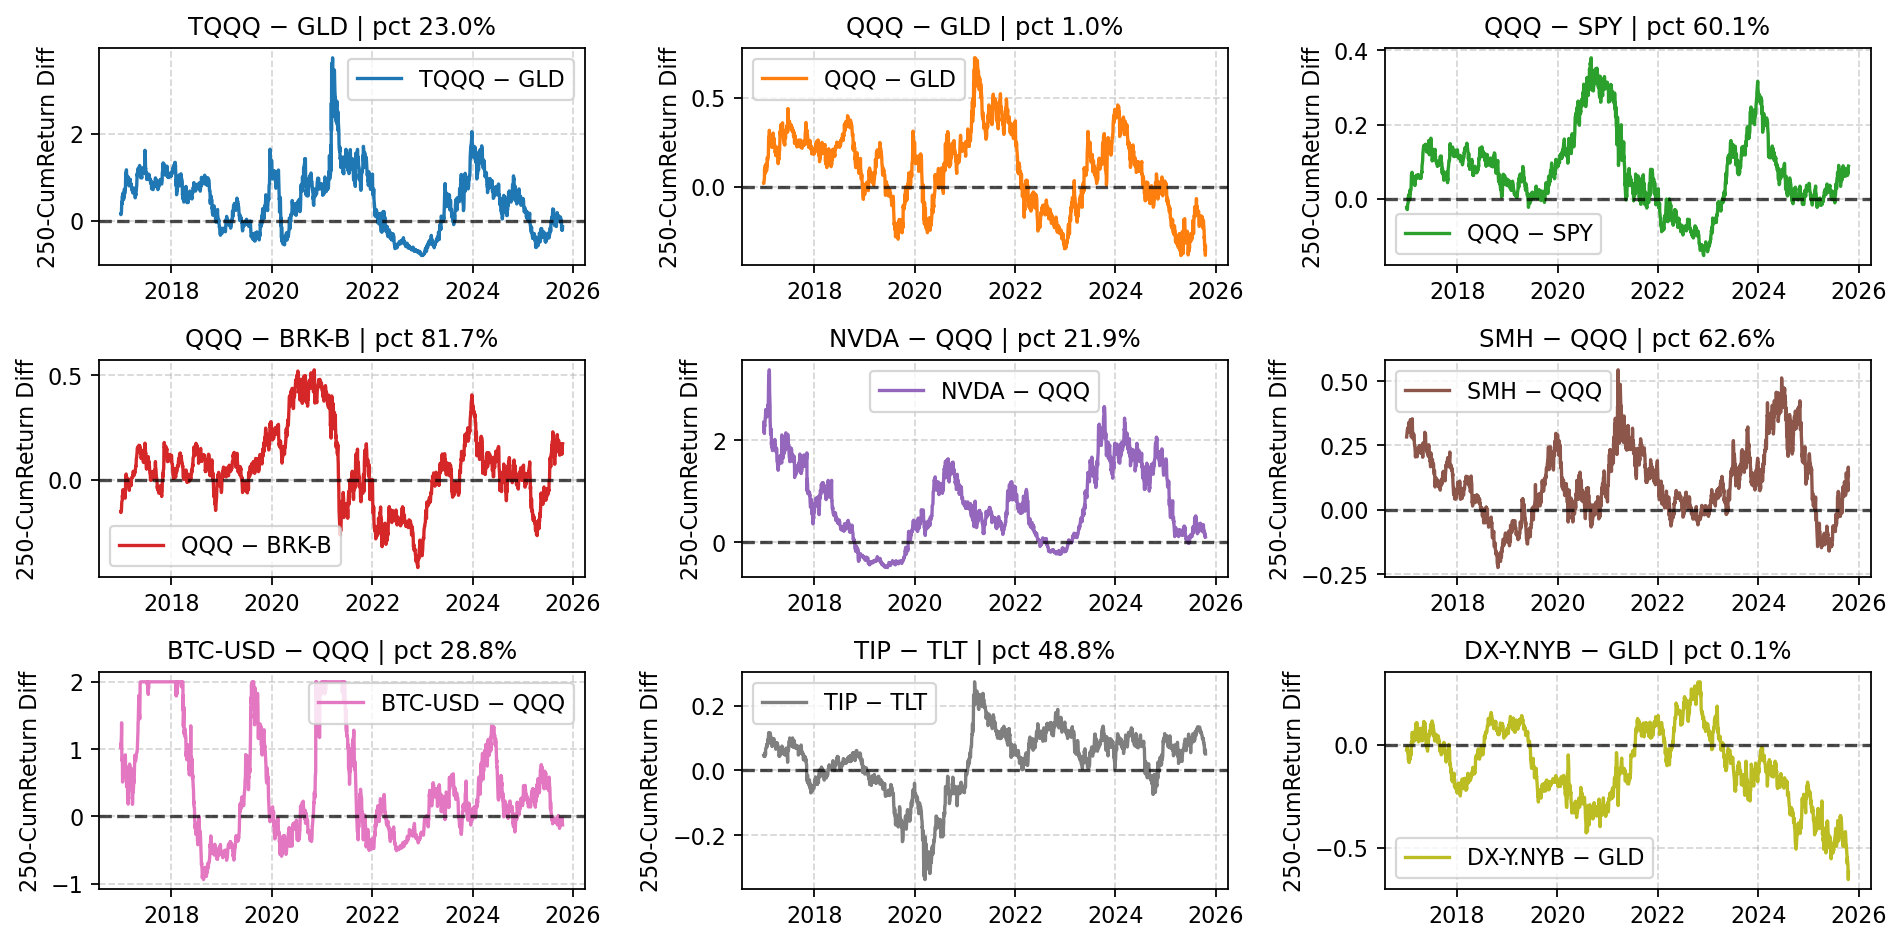 TQQQ − GLD | pct 23.0%
250-CumReturn Diff
2
0
TQQQ − GLD
2018 2020 2022 2024 2026
QQQ − GLD | pct 1.0%
250-CumReturn Diff
0.5
0.0
QQQ − GLD
2018 2020 2022 2024 2026
QQQ − SPY | pct 60.1%
250-CumReturn Diff
0.4
0.2
0.0
QQQ − SPY
2018 2020 2022 2024 2026
QQQ − BRK-B | pct 81.7%
250-CumReturn Diff
0.5
0.0
QQQ − BRK-B
2018 2020 2022 2024 2026
NVDA − QQQ | pct 21.9%
250-CumReturn Diff
2
0
NVDA − QQQ
2018 2020 2022 2024 2026
SMH − QQQ | pct 62.6%
250-CumReturn Diff
0.50
0.25
0.00
−0.25
SMH − QQQ
2018 2020 2022 2024 2026
BTC-USD − QQQ | pct 28.8%
250-CumReturn Diff
2
1
0
−1
BTC-USD − QQQ
2018 2020 2022 2024 2026
TIP − TLT | pct 48.8%
250-CumReturn Diff
0.2
0.0
−0.2
TIP − TLT
2018 2020 2022 2024 2026
DX-Y.NYB − GLD | pct 0.1%
250-CumReturn Diff
0.0
−0.5
DX-Y.NYB − GLD
2018 2020 2022 2024 2026